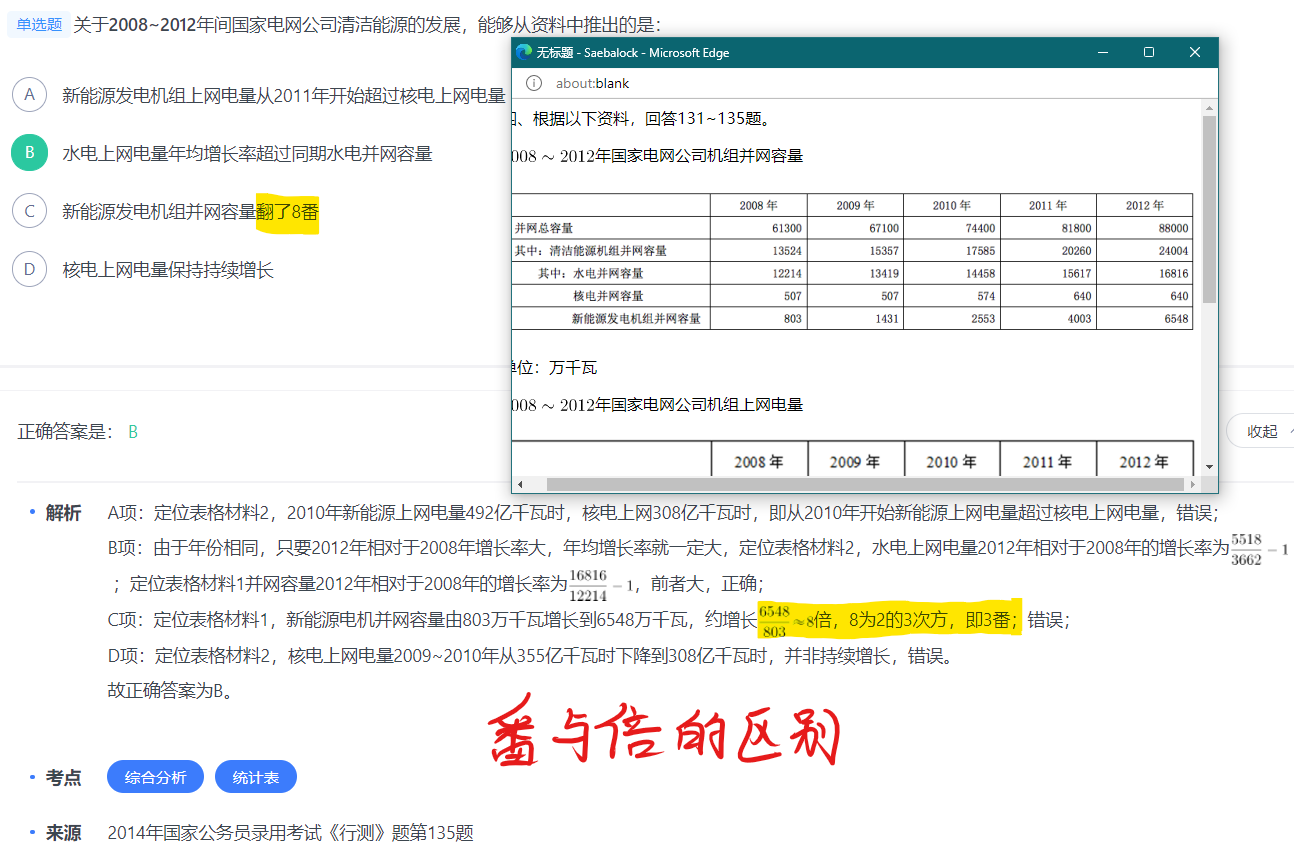 单选题 关于2008~2012年间国家电网公司清洁能源的发展，能够从资料中推出的是：
A 新能源发电机组上网电量从2011年开始超过核电上网电量
B 水电上网电量年均增长率超过同期水电并网容量
C 新能源发电机组并网容量翻了8番
D 核电上网电量保持持续增长
无标题 - Saebalock - Microsoft Edge
about:blank
、根据以下资料，回答131~135题。
008 ~ 2012年国家电网公司机组并网容量
2008 年 2009 年 2010 年 2011 年 2012 年
并网总容量 61300 67100 74400 81800 88000
其中：清洁能源机组并网容量 13524 15357 17585 20260 24004
其中：水电并网容量 12214 13419 14458 15617 16816
核电并网容量 507 507 574 640 640
新能源发电机组并网容量 803 1431 2553 4003 6548
位：万千瓦
008 ~ 2012年国家电网公司机组上网电量
2008 年 2009 年 2010 年 2011 年 2012 年
正确答案是： B
收起
解析 A项：定位表格材料2，2010年新能源上网电量492亿千瓦时，核电上网308亿千瓦时，即从2010年开始新能源上网电量超过核电上网电量，错误；
B项：由于年份相同，只要2012年相对于2008年增长率大，年均增长率就一定大，定位表格材料2，水电上网电量2012年相对于2008年的增长率为5518/3662 − 1
；定位表格材料1并网容量2012年相对于2008年的增长率为16816/12214 − 1，前者大，正确；
C项：定位表格材料1，新能源电机并网容量由803万千瓦增长到6548万千瓦，约增长6548/803≈8倍，8为2的3次方，即3番；错误；
D项：定位表格材料2，核电上网电量2009~2010年从355亿千瓦时下降到308亿千瓦时，并非持续增长，错误。
故正确答案为B。
番与倍的区别
考点 综合分析 统计表
来源 2014年国家公务员录用考试《行测》题第135题